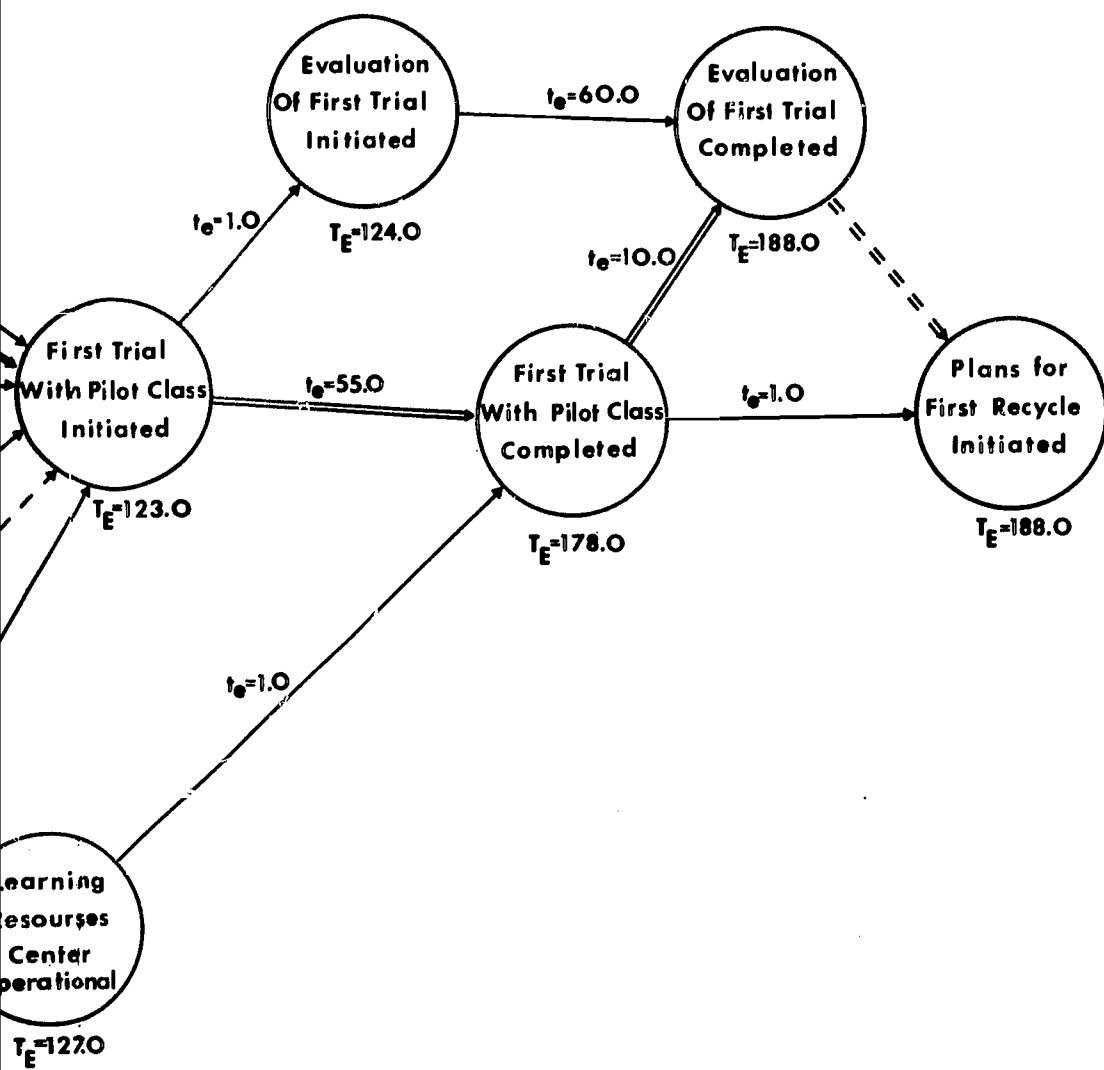 Evaluation
Of First Trial
Initiated
T_E=124.0
t_e=60.0
Evaluation
Of First Trial
Completed
T_E=188.0
t_e=1.0
t_e=10.0
First Trial
With Pilot Class
Initiated
T_E=123.0
t_e=55.0
First Trial
With Pilot Class
Completed
T_E=178.0
t_e=1.0
Plans for
First Recycle
Initiated
T_E=188.0
t_e=1.0
earning
esourses
Center
perational
T_E=127.0